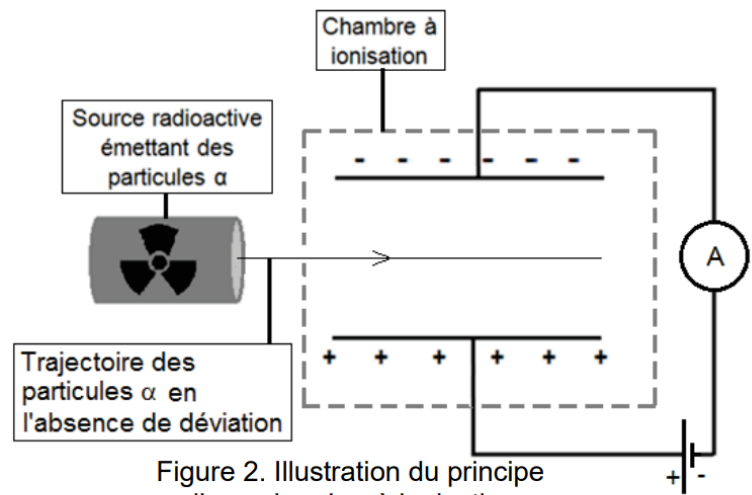 Chambre à
ionisation
Source radioactive
émettant des
particules α
- - - - - -
A
Trajectoire des
particules α en
l'absence de déviation
+ + + + + +
+ -
Figure 2. Illustration du principe